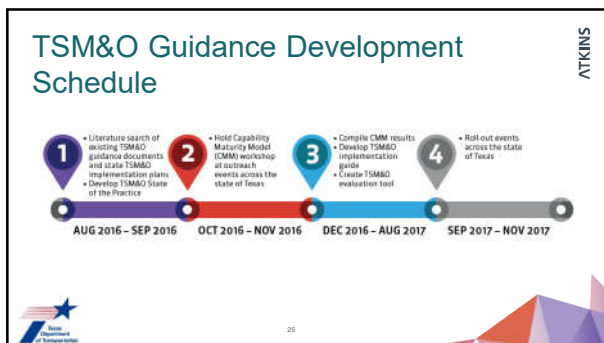 TSM&O Guidance Development
Schedule
ATKINS
1
• Literature search of
existing TSM&O
guidance documents
and state TSM&O
implementation plans
• Develop TSM&O State
of the Practice
2
• Hold Capability
Maturity Model
(CMM) workshop
at outreach
events across the
state of Texas
3
• Compile CMM results
• Develop TSM&O
implementation
guide
• Create TSM&O
evaluation tool
4
• Roll-out events
across the state
of Texas
AUG 2016 – SEP 2016
OCT 2016 – NOV 2016
DEC 2016 – AUG 2017
SEP 2017 – NOV 2017
Texas
Department
of Transportation
25